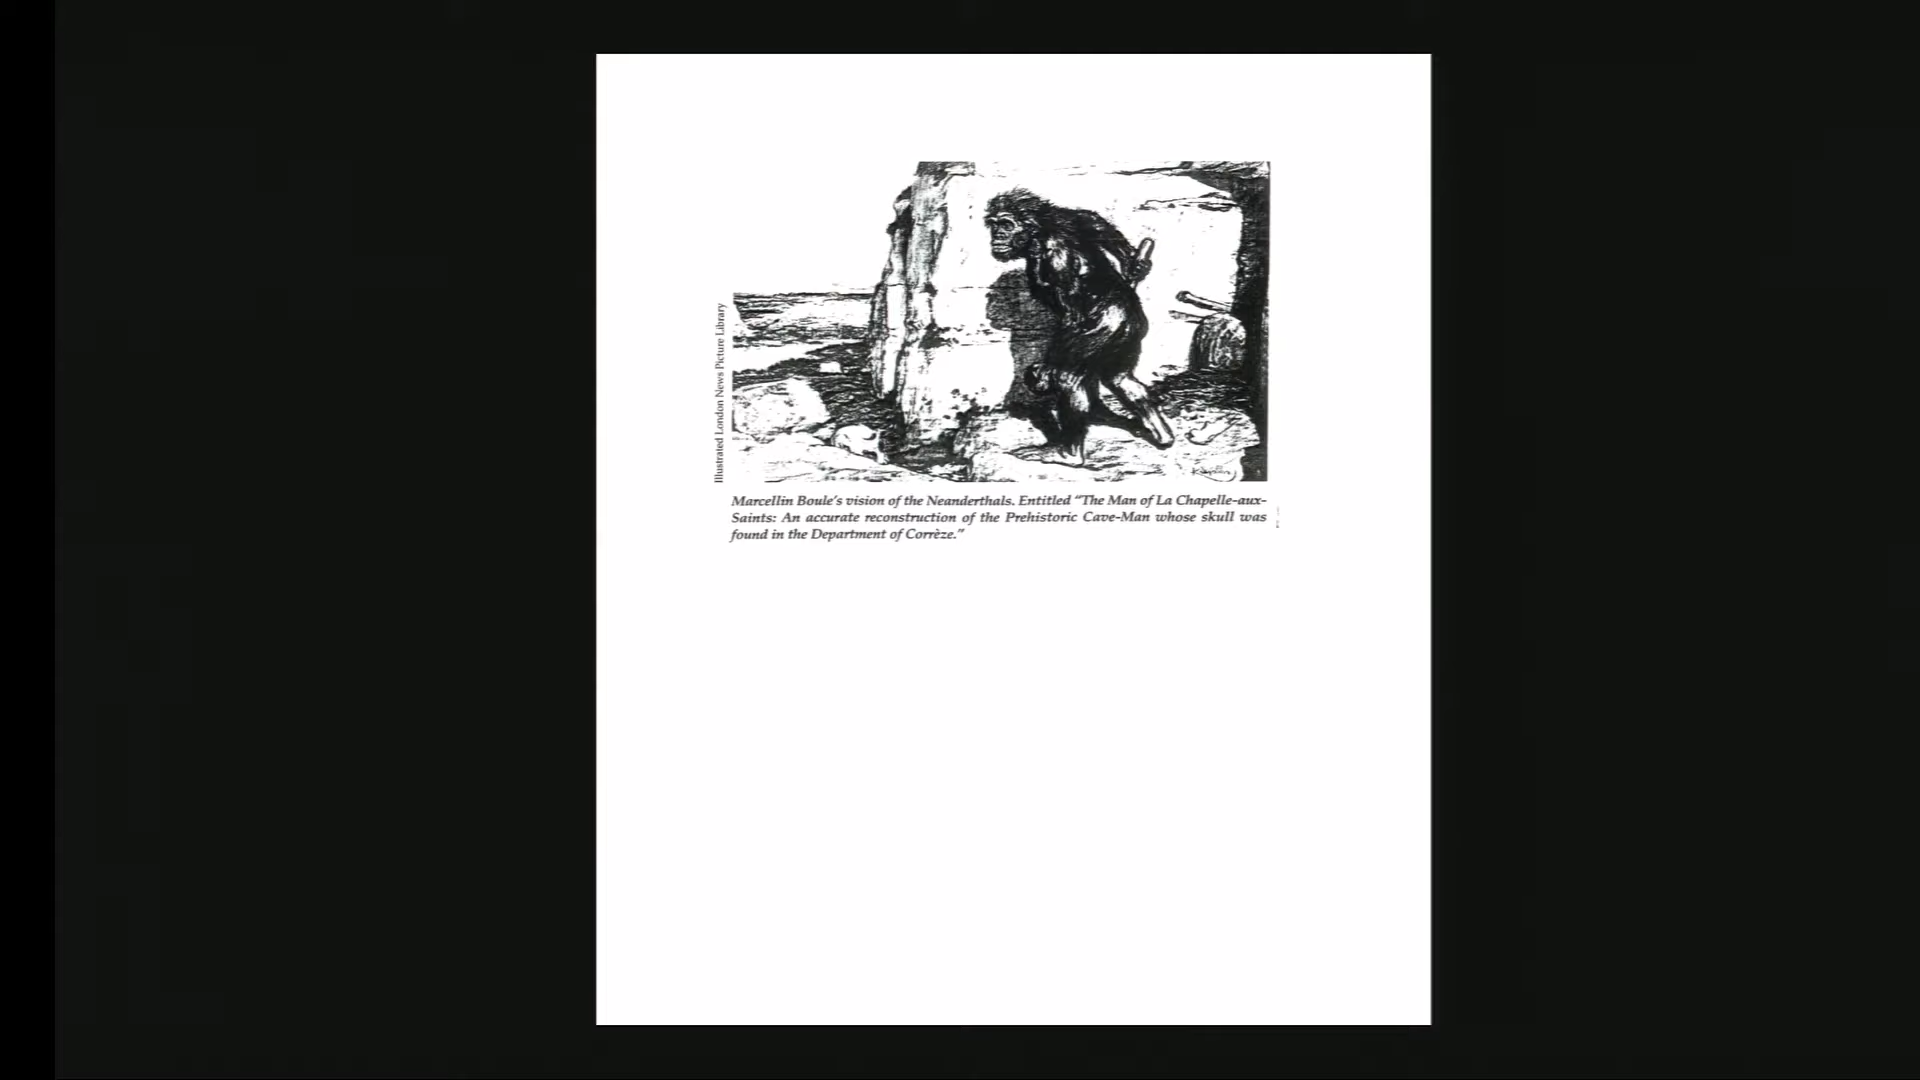 Illustrated London News Picture Library
Marcellin Boule's vision of the Neanderthals. Entitled “The Man of La Chapelle-aux-
Saints: An accurate reconstruction of the Prehistoric Cave-Man whose skull was
found in the Department of Corrèze.”